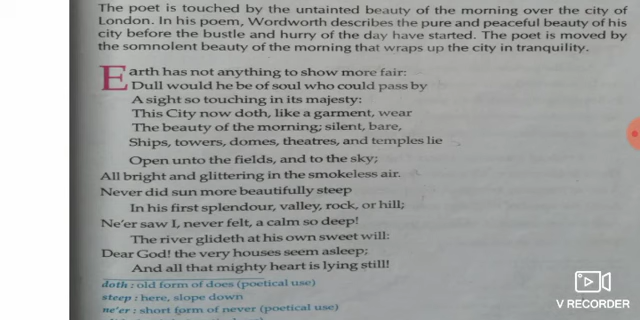 The poet is touched by the untainted beauty of the morning over the city of
London. In his poem, Wordworth describes the pure and peaceful beauty of his
city before the bustle and hurry of the day have started. The poet is moved by
the somnolent beauty of the morning that wraps up the city in tranquility.
Earth has not anything to show more fair:
Dull would he be of soul who could pass by
A sight so touching in its majesty:
This City now doth, like a garment, wear
The beauty of the morning; silent, bare,
Ships, towers, domes, theatres, and temples lie
Open unto the fields, and to the sky;
All bright and glittering in the smokeless air.
Never did sun more beautifully steep
In his first splendour, valley, rock, or hill;
Ne'er saw I, never felt, a calm so deep!
The river glideth at his own sweet will:
Dear God! the very houses seem asleep;
And all that mighty heart is lying still!
doth : old form of does (poetical use)
steep : here, slope down
ne'er : short form of never (poetical use)
V RECORDER